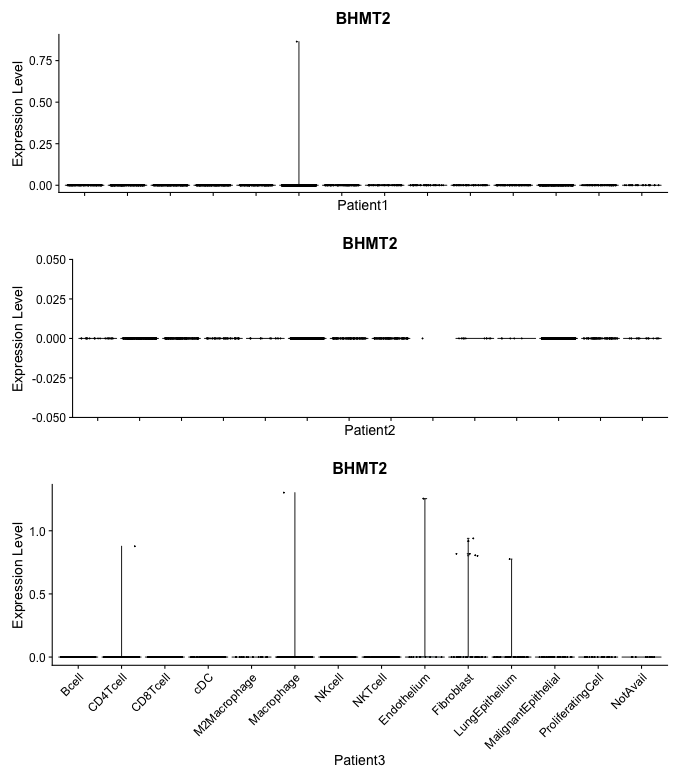 BHMT2
Expression Level
0.75
0.50
0.25
0.00
Patient1
BHMT2
Expression Level
0.050
0.025
0.000
-0.025
-0.050
Patient2
BHMT2
Expression Level
1.0
0.5
0.0
Bcell
CD4Tcell
CD8Tcell
cDC
M2Macrophage
Macrophage
NKcell
NKTcell
Endothelium
Fibroblast
LungEpithelium
MalignantEpithelial
ProliferatingCell
NotAvail
Patient3